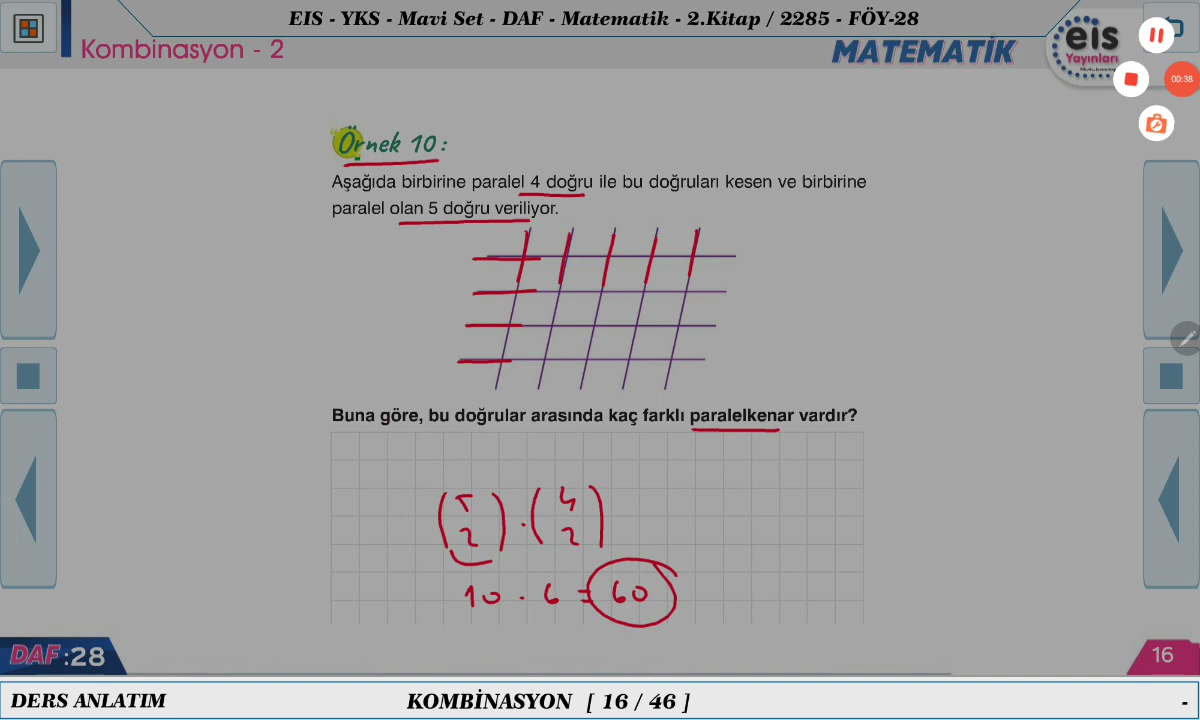 EIS - YKS - Mavi Set - DAF - Matematik - 2.Kitap / 2285 - FÖY-28
Kombinasyon - 2
MATEMATİK
eis
Yayınları
00:38
Örnek 10:
Aşağıda birbirine paralel 4 doğru ile bu doğruları kesen ve birbirine
paralel olan 5 doğru veriliyor.
Buna göre, bu doğrular arasında kaç farklı paralelkenar vardır?
(5 2) . (4 2)
10 . 6 = 60
DAF:28
16
DERS ANLATIM
KOMBİNASYON [ 16 / 46 ]
-